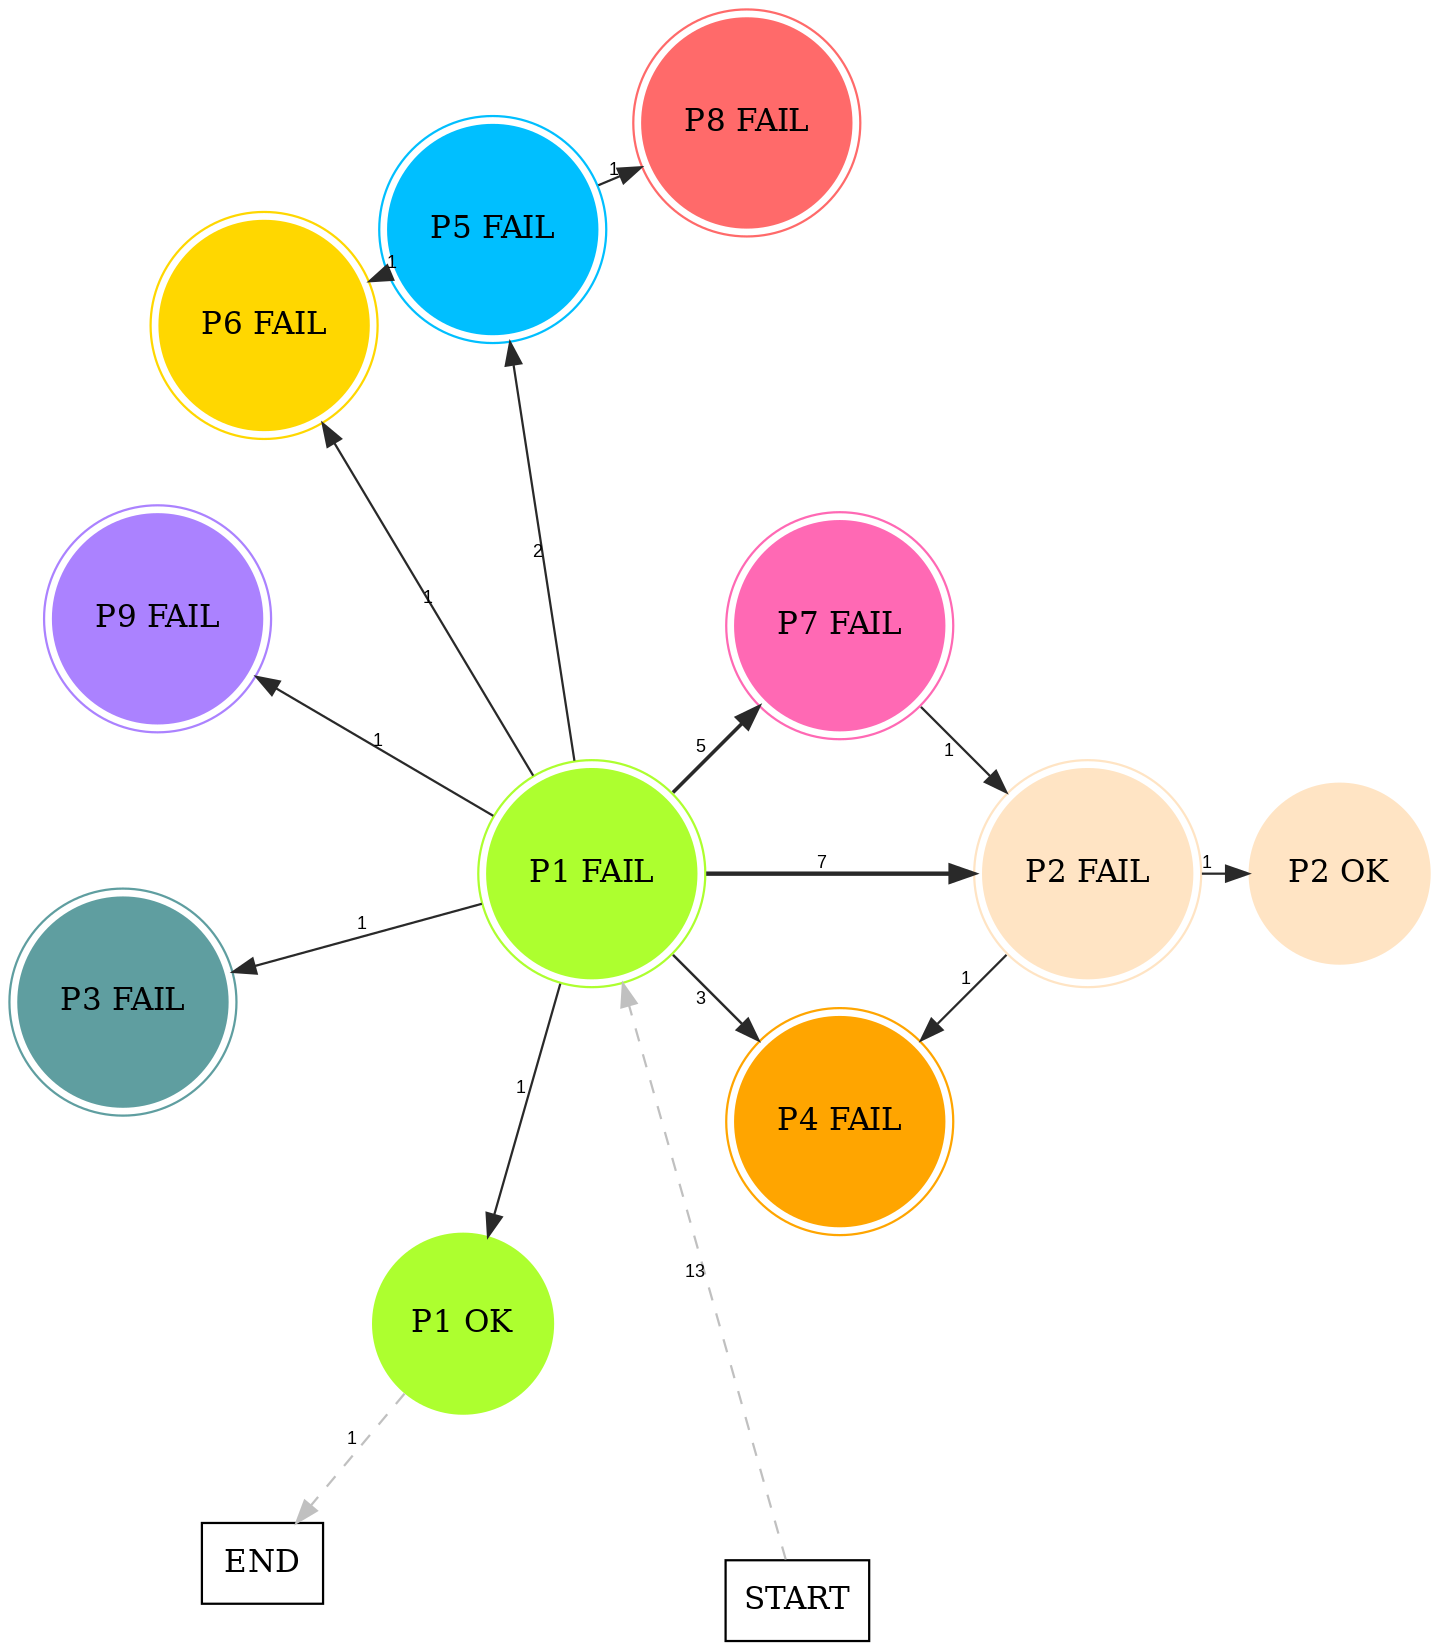 P8 FAIL
1
P5 FAIL
1
P6 FAIL
2
1
P9 FAIL
P7 FAIL
1
5
1
P1 FAIL
7
P2 FAIL
1
P2 OK
1
P3 FAIL
3
1
1
P4 FAIL
13
P1 OK
1
END
START